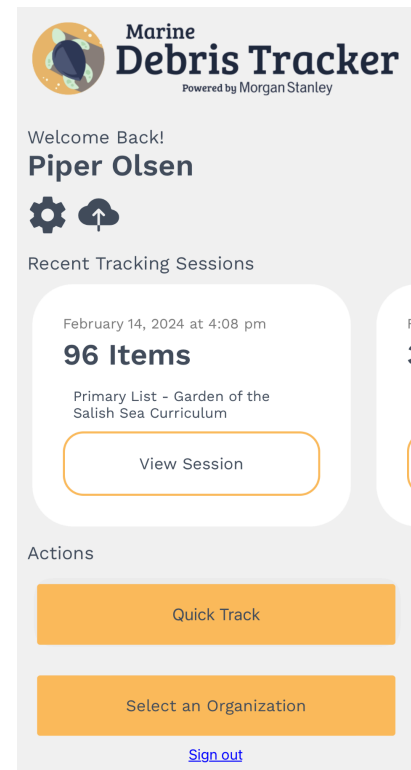 Marine
Debris Tracker
Powered by Morgan Stanley
Welcome Back!
Piper Olsen
Recent Tracking Sessions
February 14, 2024 at 4:08 pm
96 Items
Primary List - Garden of the
Salish Sea Curriculum
View Session
Actions
Quick Track
Select an Organization
Sign out